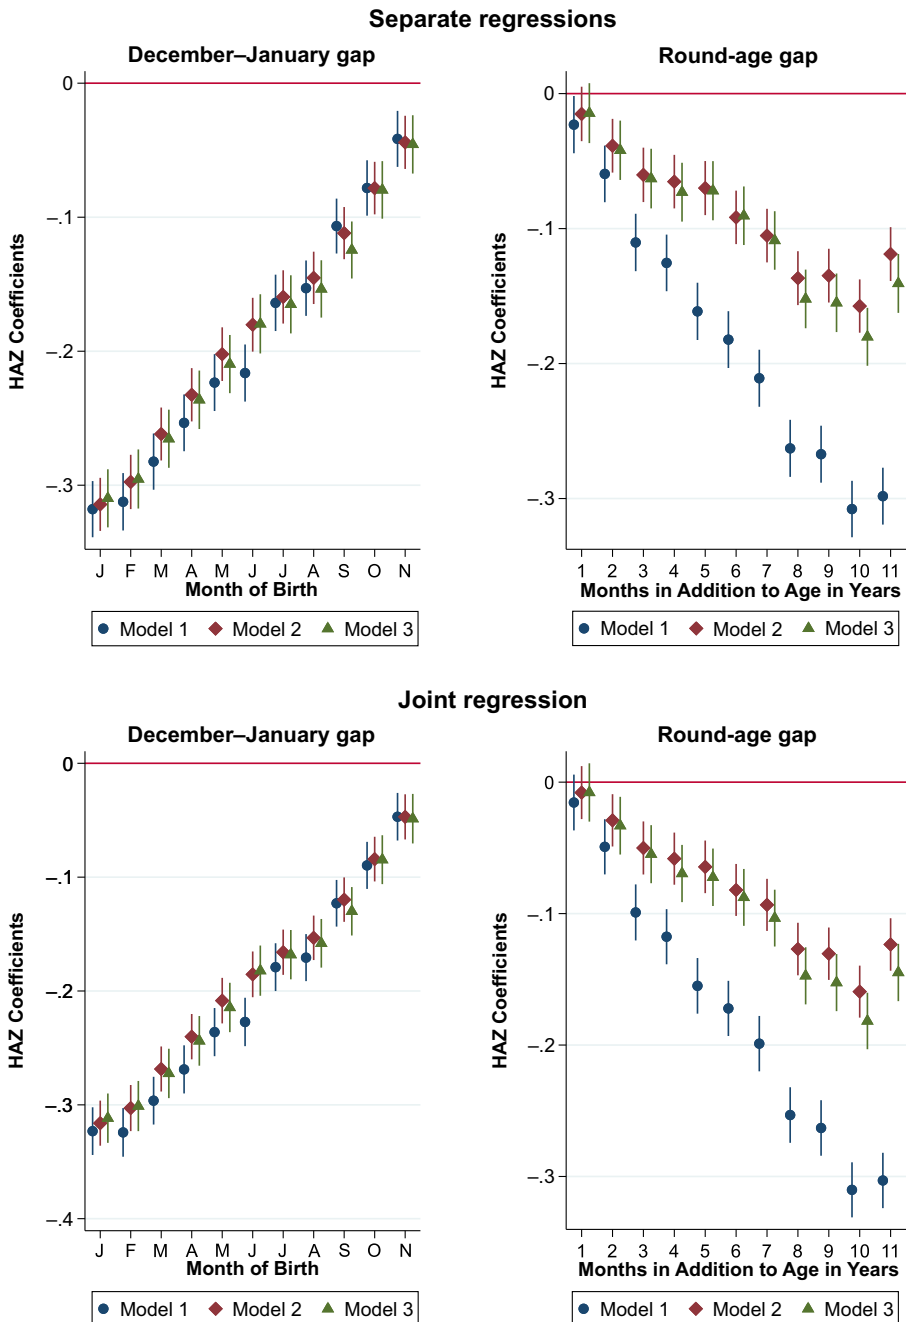 Separate regressions
December–January gap
0
–.1
–.2
–.3
HAZ Coefficients
J F M A M J J A S O N
Month of Birth
Model 1 Model 2 Model 3
Round-age gap
0
–.1
–.2
–.3
HAZ Coefficients
1 2 3 4 5 6 7 8 9 10 11
Months in Addition to Age in Years
Model 1 Model 2 Model 3
Joint regression
December–January gap
0
–.1
–.2
–.3
–.4
HAZ Coefficients
J F M A M J J A S O N
Month of Birth
Model 1 Model 2 Model 3
Round-age gap
0
–.1
–.2
–.3
HAZ Coefficients
1 2 3 4 5 6 7 8 9 10 11
Months in Addition to Age in Years
Model 1 Model 2 Model 3